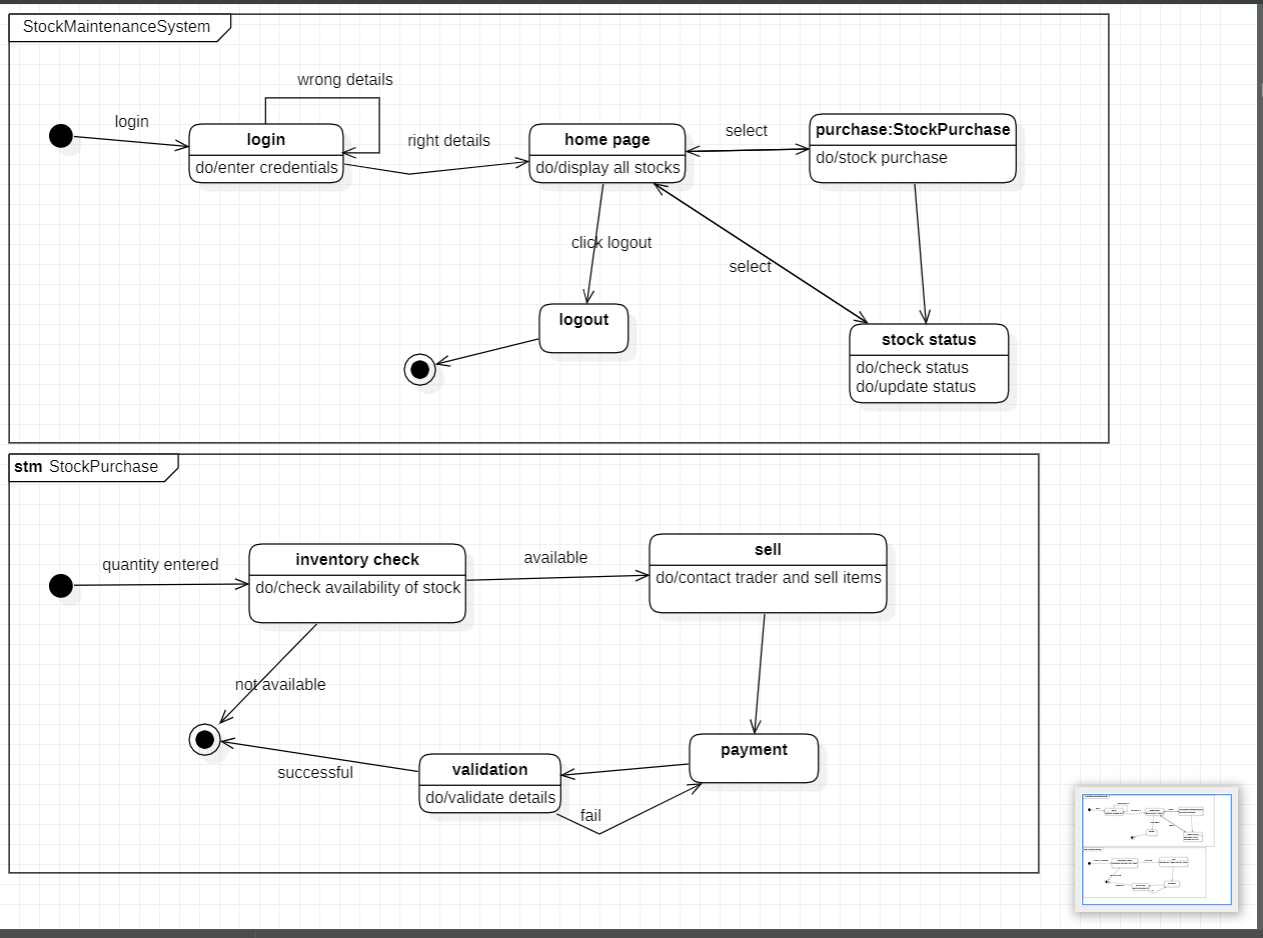 StockMaintenanceSystem
wrong details
login
right details
select
login
do/enter credentials
home page
do/display all stocks
purchase:StockPurchase
do/stock purchase
click logout
select
logout
stock status
do/check status
do/update status
stm StockPurchase
quantity entered
inventory check
do/check availability of stock
available
sell
do/contact trader and sell items
not available
successful
validation
do/validate details
payment
fail